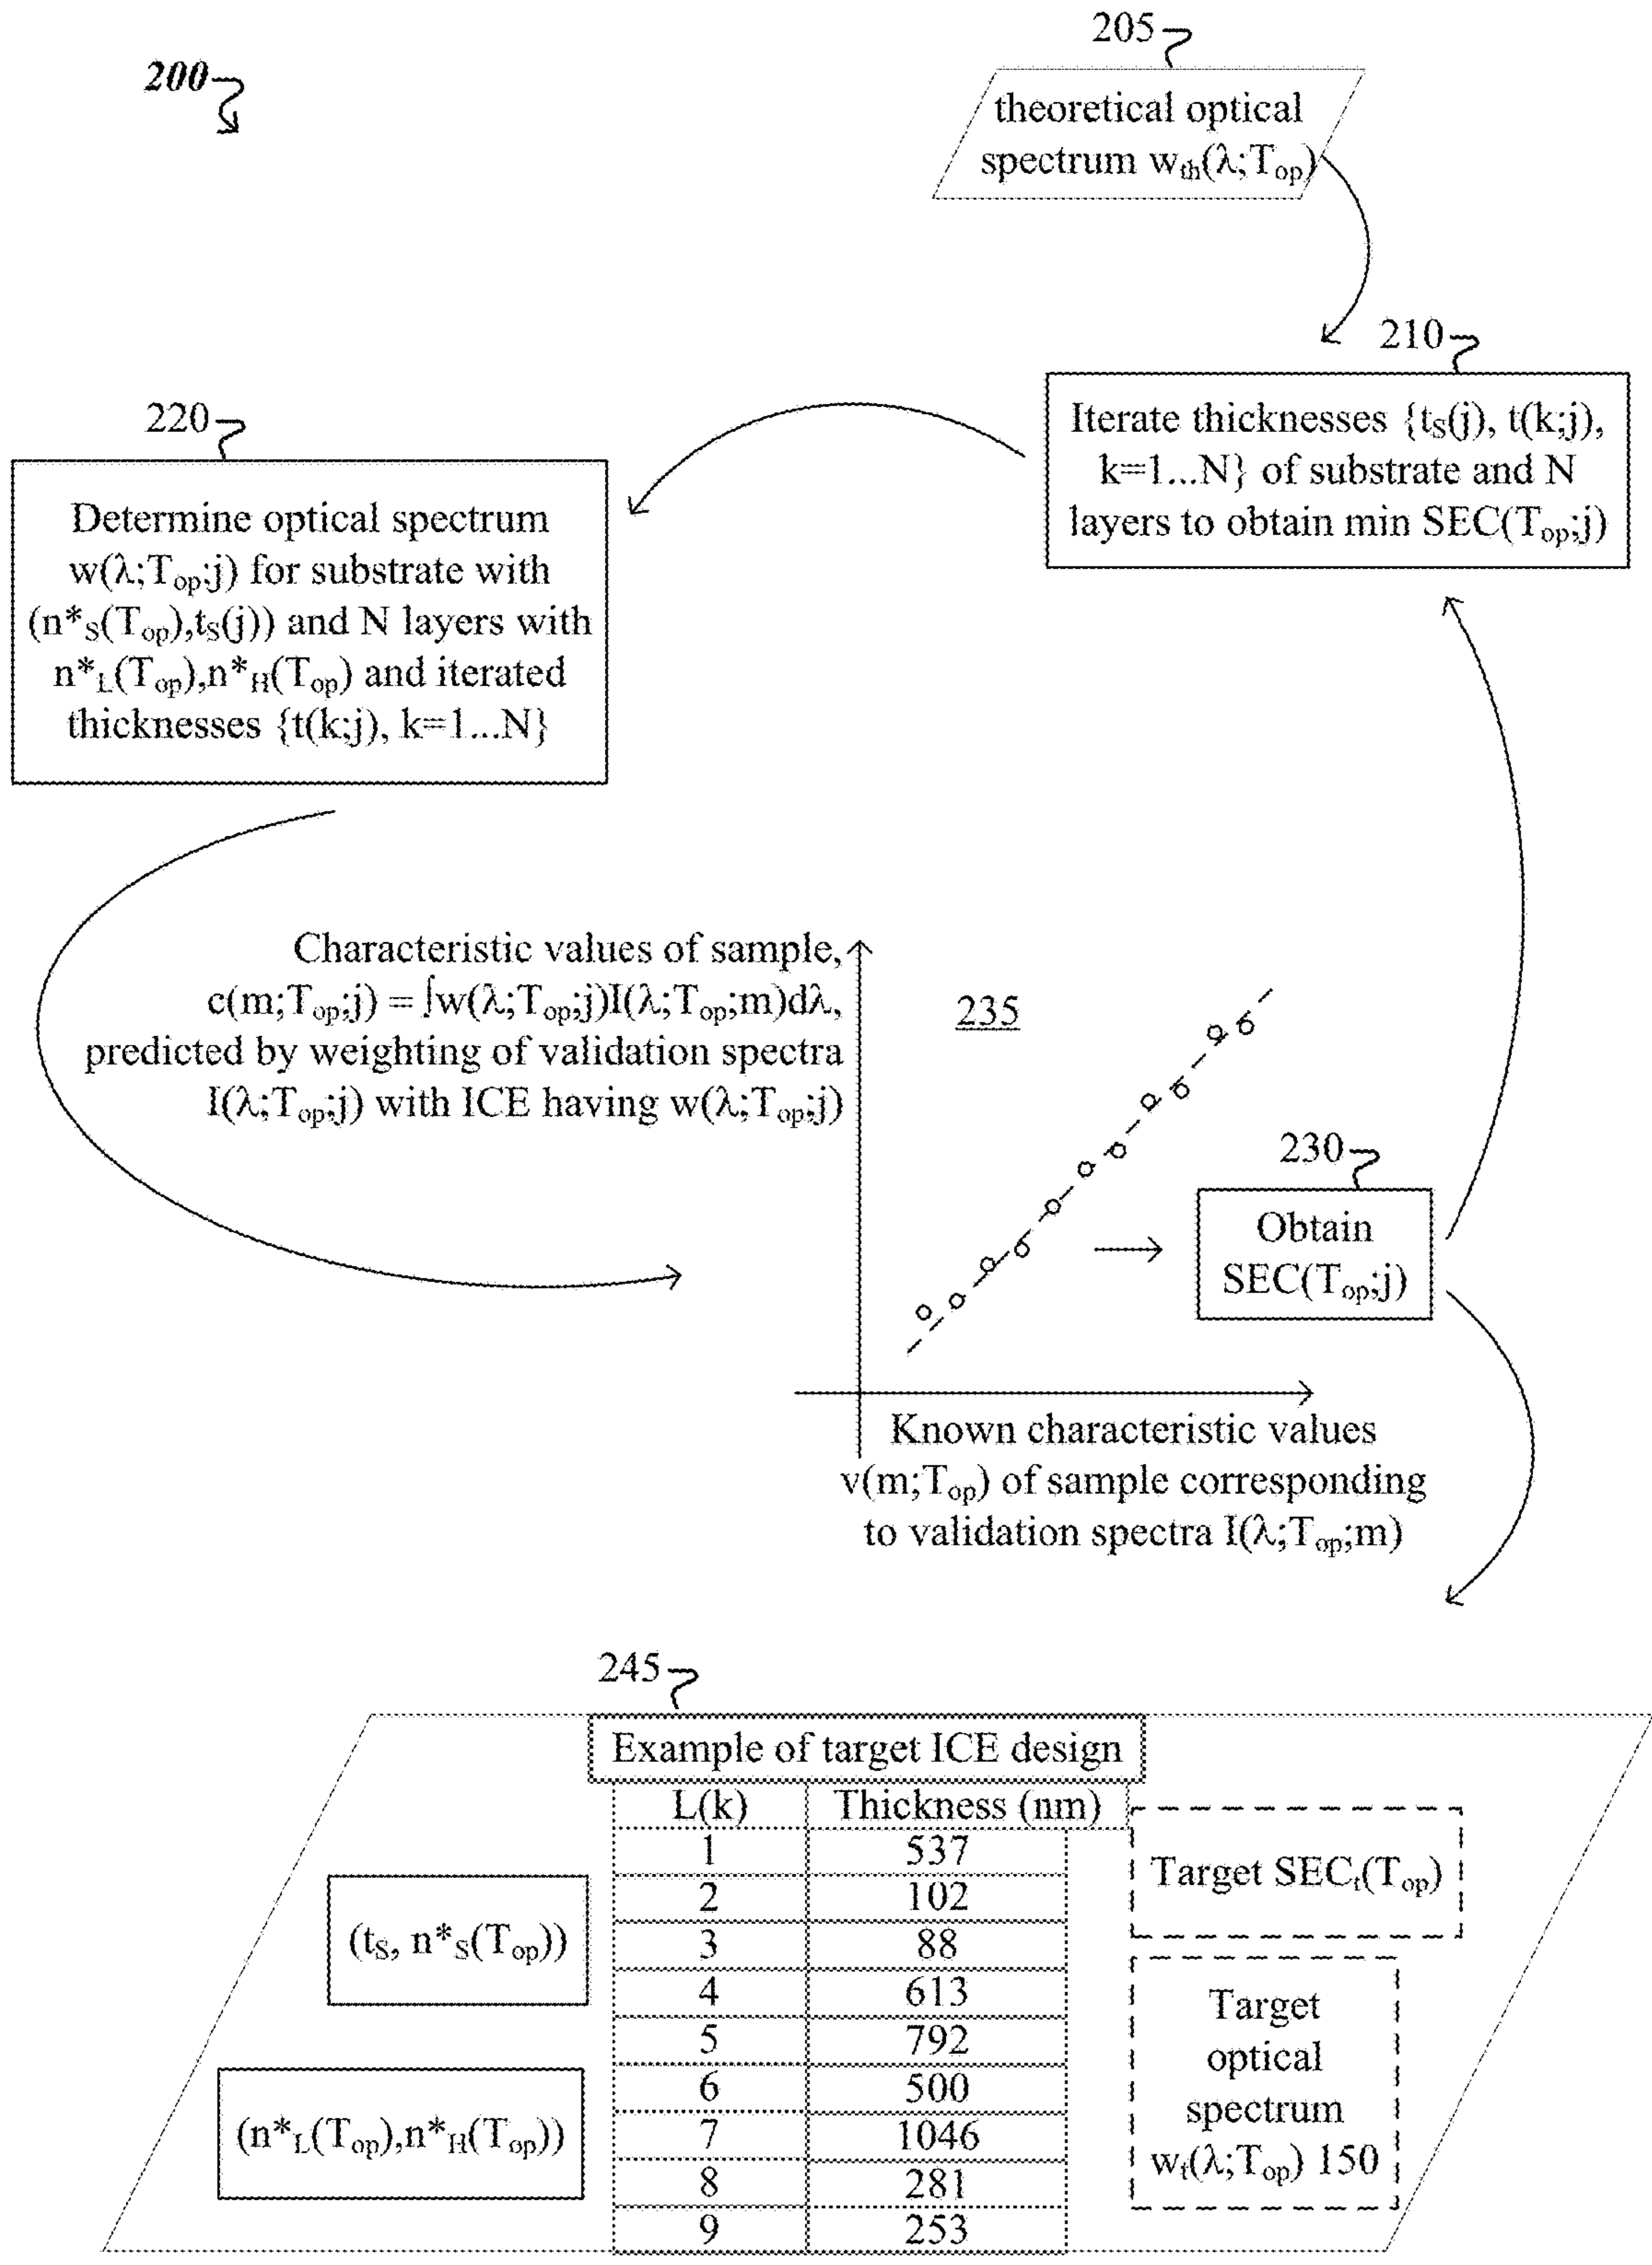 200
205
theoretical optical
spectrum wth(λ;Top)
210
Iterate thicknesses {tS(j), t(k;j),
k=1...N} of substrate and N
layers to obtain min SEC(Top;j)
220
Determine optical spectrum
w(λ;Top;j) for substrate with
(n*S(Top),tS(j)) and N layers with
n*L(Top),n*H(Top) and iterated
thicknesses {t(k;j), k=1...N}
Characteristic values of sample,
c(m;Top;j) = ∫w(λ;Top;j)I(λ;Top;m)dλ,
predicted by weighting of validation spectra
I(λ;Top;j) with ICE having w(λ;Top;j)
235
230
Obtain
SEC(Top;j)
Known characteristic values
v(m;Top) of sample corresponding
to validation spectra I(λ;Top;m)
245
Example of target ICE design
L(k) Thickness (nm)
1 537
2 102
3 88
4 613
5 792
6 500
7 1046
8 281
9 253
(tS, n*S(Top))
(n*L(Top),n*H(Top))
Target SECt(Top)
Target
optical
spectrum
wt(λ;Top) 150